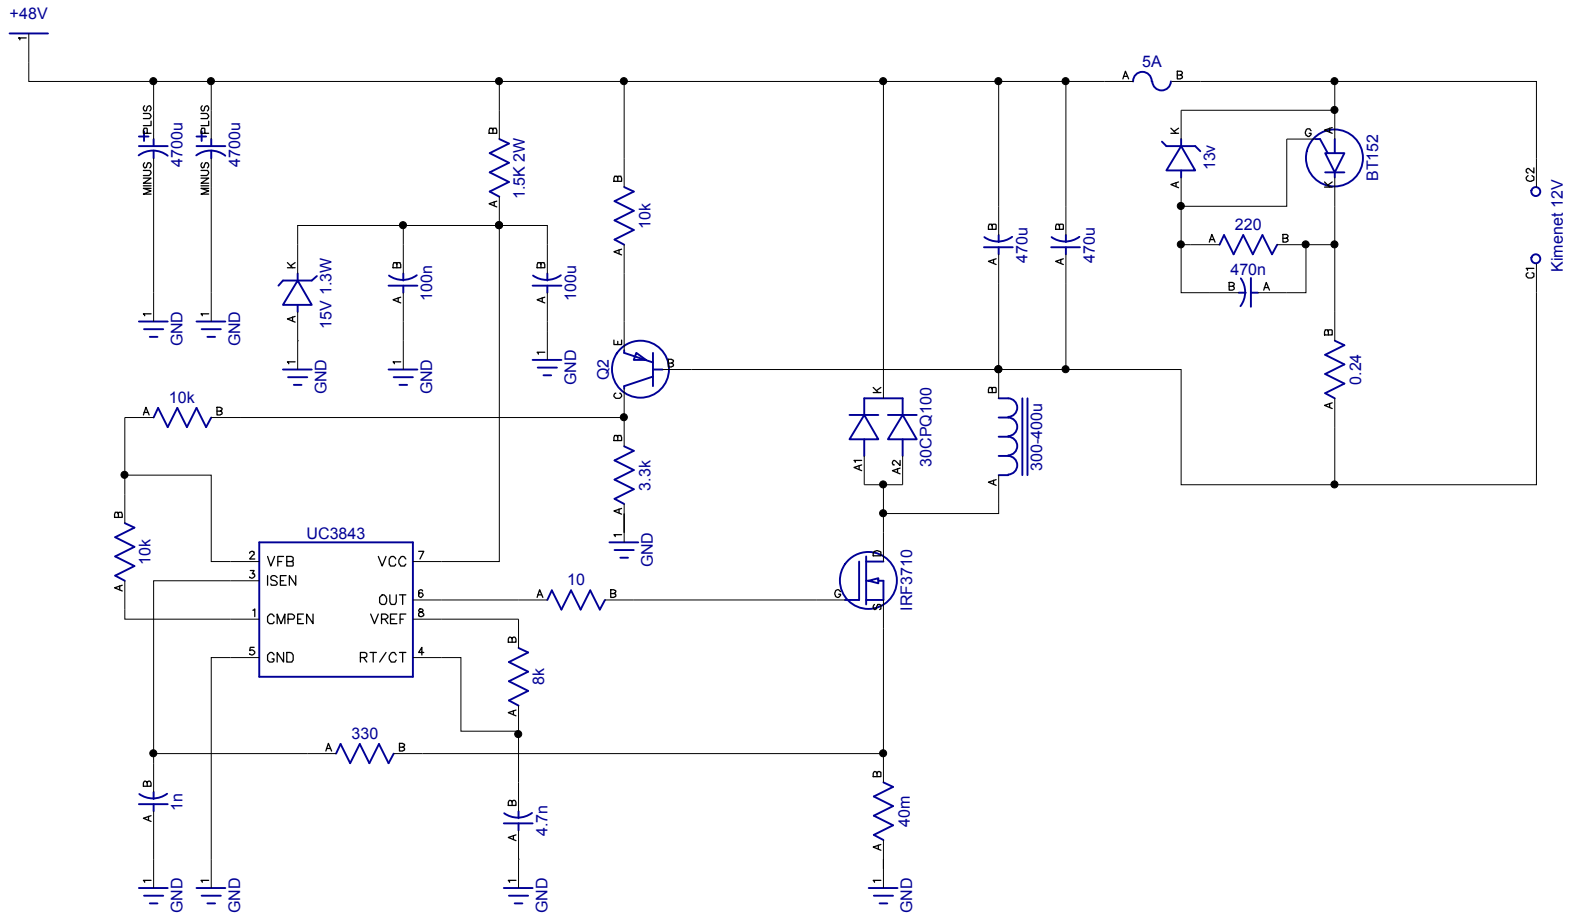 +48V
1
5A
A
B
PLUS
4700u
MINUS
PLUS
4700u
MINUS
B
1.5K 2W
A
B
10k
A
K
13v
A
G
A
BT152
K
C2
Kimenet 12V
C1
A
220
B
470n
B
A
B
470u
A
B
470u
A
K
15V 1.3W
A
B
100n
A
B
100u
A
1
GND
1
GND
1
GND
1
GND
1
GND
E
Q2
B
C
B
0.24
A
10k
A
B
K
30CPQ100
A1
A2
B
300-400u
A
B
3.3k
A
1
GND
B
10k
A
UC3843
2
VFB
VCC
7
3
ISEN
OUT
6
1
CMPEN
VREF
8
5
GND
RT/CT
4
10
A
B
G
D
IRF3710
S
B
8k
A
330
A
B
B
1n
A
B
4.7n
A
B
40m
A
1
GND
1
GND
1
GND
1
GND